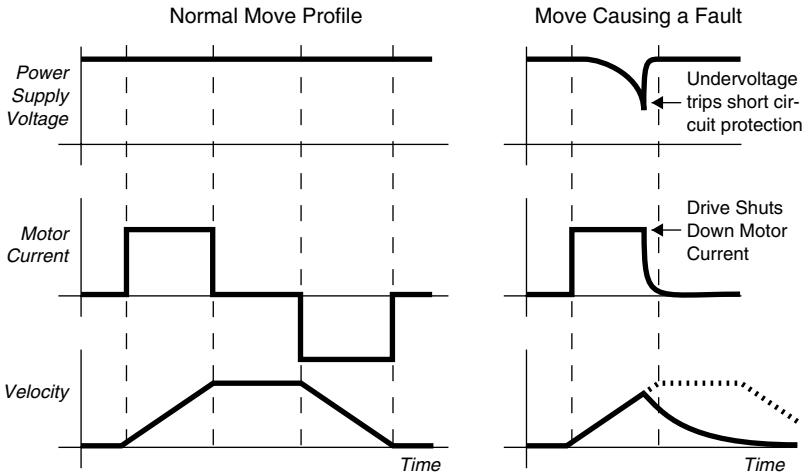 Normal Move Profile
Move Causing a Fault
Power
Supply
Voltage
Undervoltage
trips short cir-
cuit protection
Motor
Current
Drive Shuts
Down Motor
Current
Velocity
Time
Time